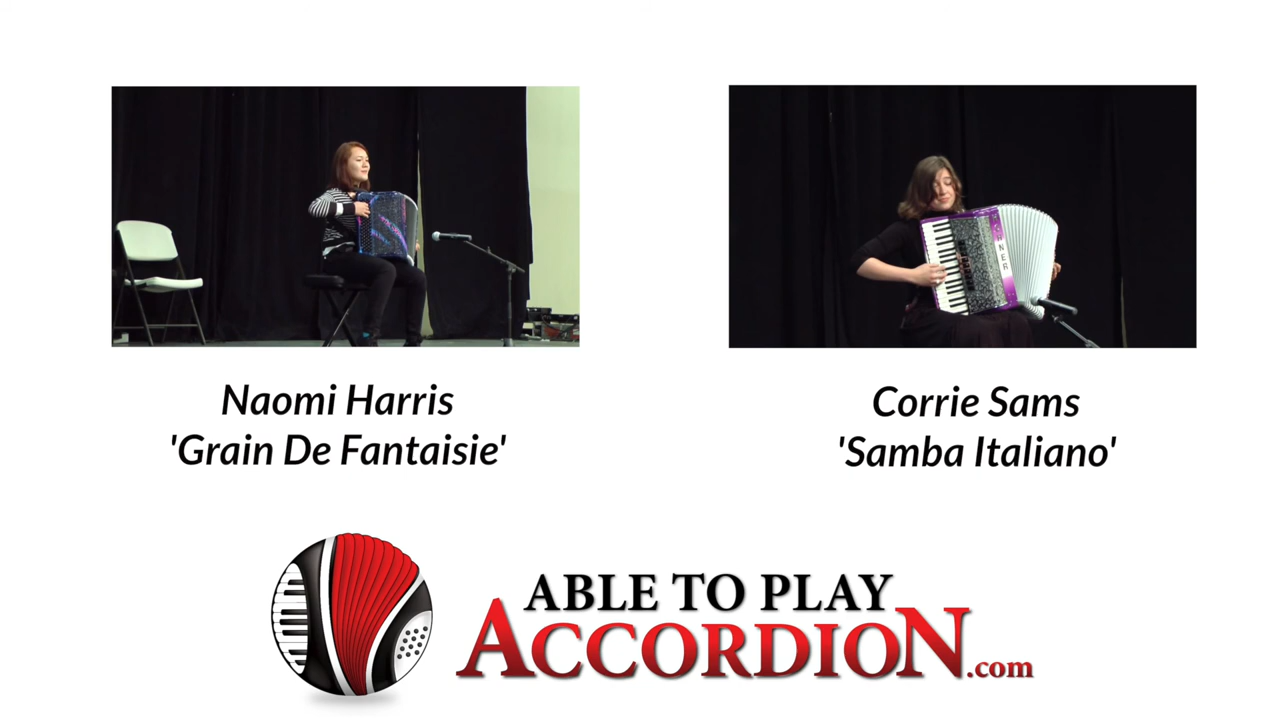 Naomi Harris
'Grain De Fantaisie'
Corrie Sams
'Samba Italiano'
ABLE TO PLAY
ACCORDION.com